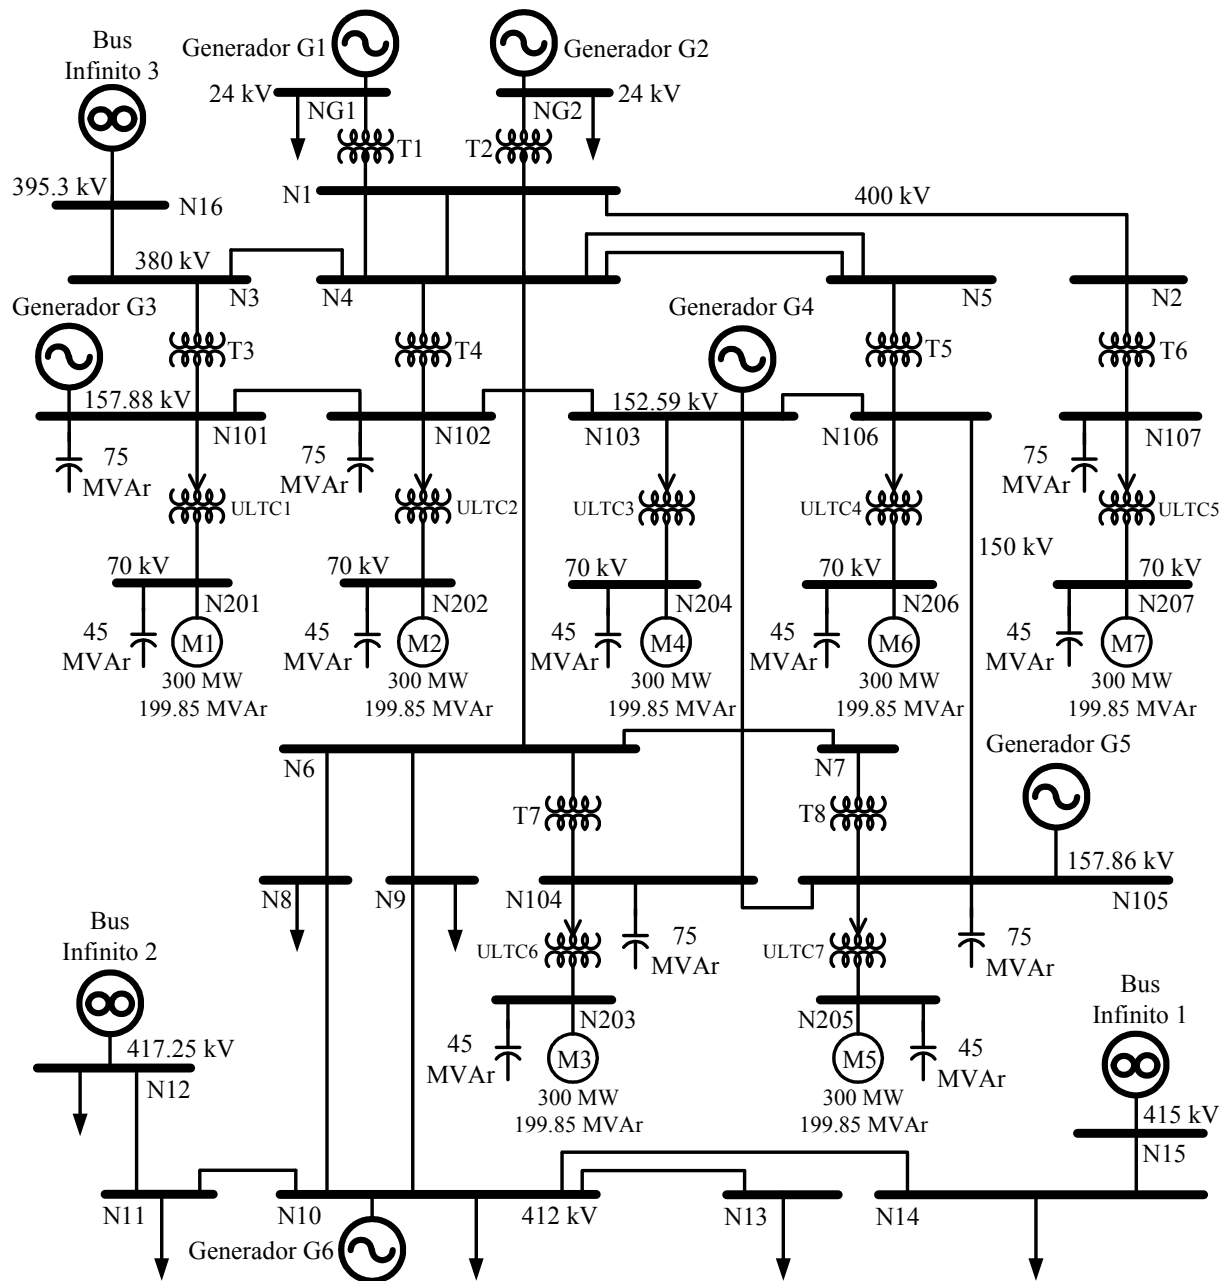 Generador G1
Generador G2
Bus
Infinito 3
24 kV
NG1
NG2
24 kV
T1
T2
395.3 kV
N16
N1
400 kV
380 kV
N3
N4
N5
N2
Generador G3
Generador G4
T3
T4
T5
T6
157.88 kV
152.59 kV
N101
N102
N103
N106
N107
75
MVAr
75
MVAr
75
MVAr
ULTC1
ULTC2
ULTC3
ULTC4
ULTC5
150 kV
70 kV
70 kV
70 kV
70 kV
70 kV
N201
N202
N204
N206
N207
45
MVAr
M1
45
MVAr
M2
45
MVAr
M4
45
MVAr
M6
45
MVAr
M7
300 MW
199.85 MVAr
300 MW
199.85 MVAr
300 MW
199.85 MVAr
300 MW
199.85 MVAr
300 MW
199.85 MVAr
N6
N7
Generador G5
T7
T8
157.86 kV
N8
N9
N104
N105
Bus
Infinito 2
ULTC6
75
MVAr
ULTC7
75
MVAr
Bus
Infinito 1
N203
N205
417.25 kV
N12
45
MVAr
M3
M5
45
MVAr
300 MW
199.85 MVAr
300 MW
199.85 MVAr
415 kV
N15
N11
N10
412 kV
N13
N14
Generador G6